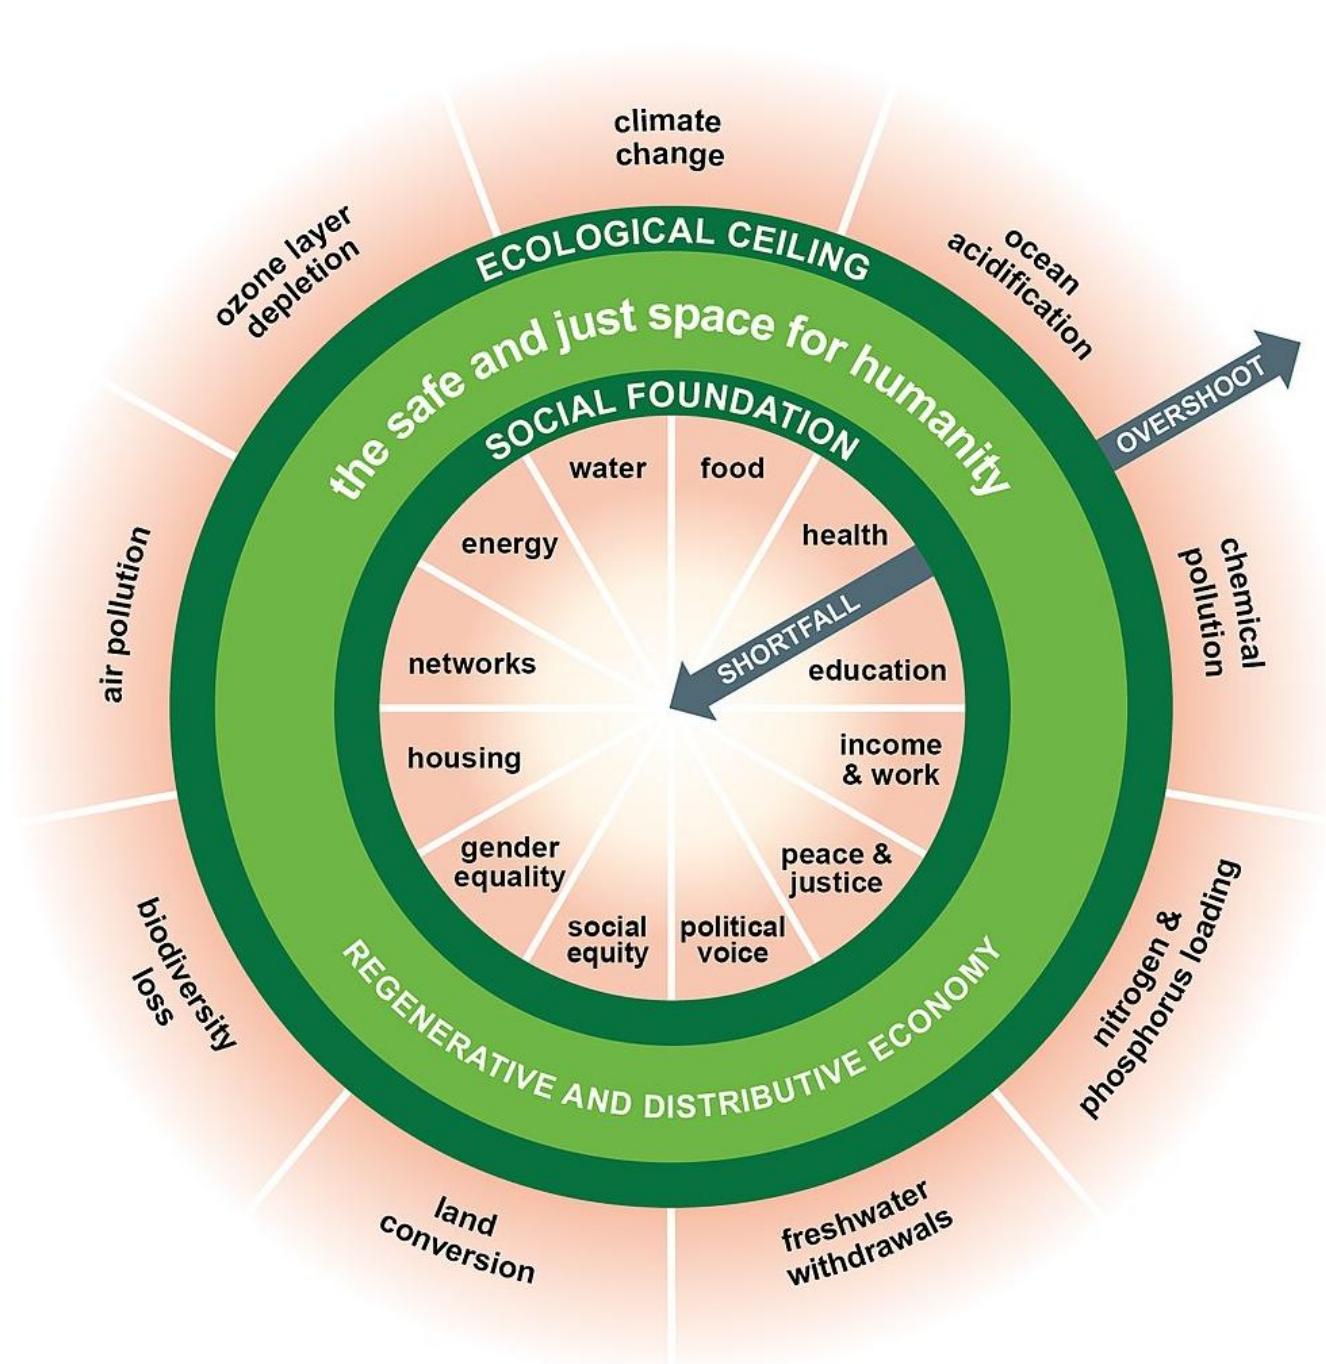 climate
change
ocean
acidification
OVERSHOOT
chemical
pollution
nitrogen &
phosphorus loading
freshwater
withdrawals
land
conversion
biodiversity
loss
air pollution
ozone layer
depletion
ECOLOGICAL CEILING
the safe and just space for humanity
SOCIAL FOUNDATION
water
food
health
SHORTFALL
education
income
& work
peace &
justice
political
voice
social
equity
gender
equality
housing
networks
energy
REGENERATIVE AND DISTRIBUTIVE ECONOMY